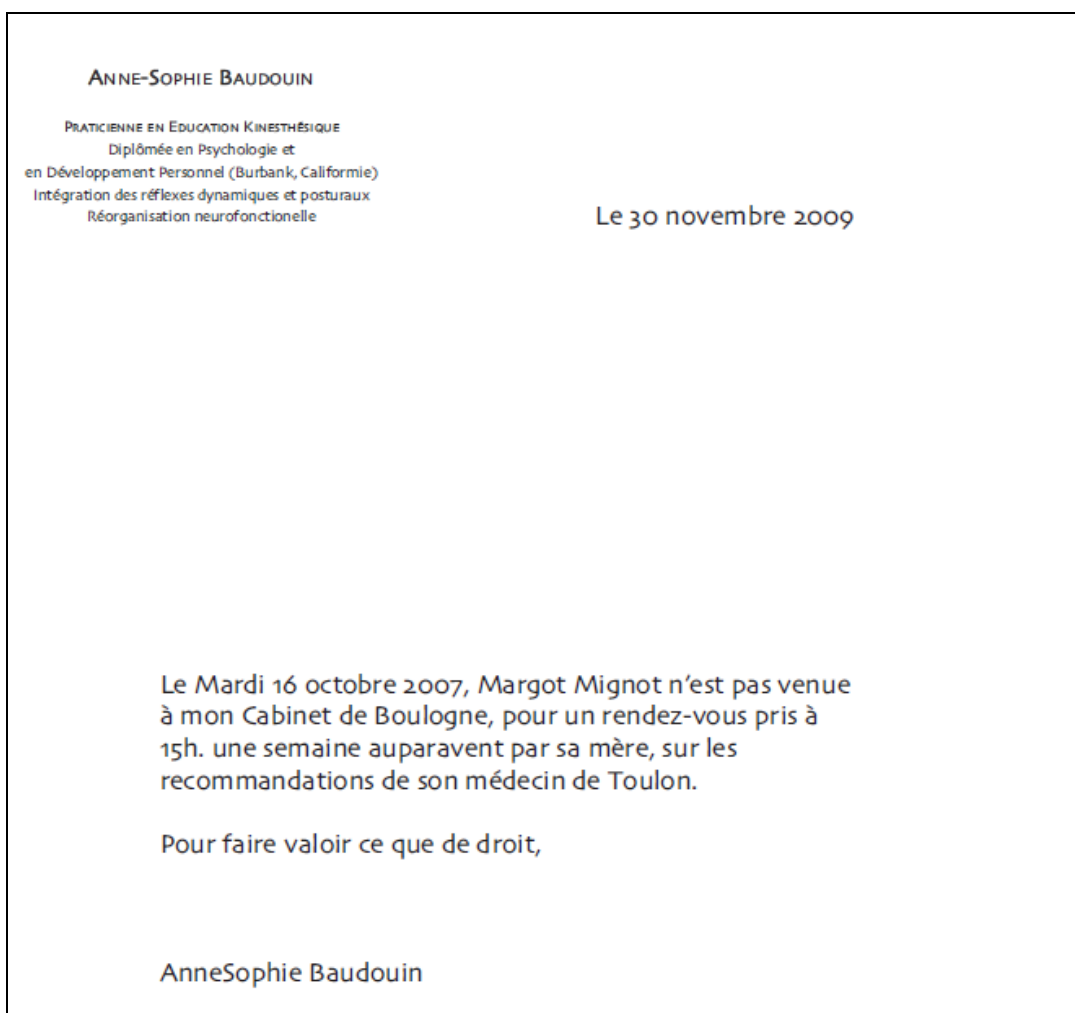 ANNE-SOPHIE BAUDOUIN
PRATICIENNE EN EDUCATION KINESTHÉSIQUE
Diplômée en Psychologie et
en Développement Personnel (Burbank, Califormie)
Intégration des réflexes dynamiques et posturaux
Réorganisation neurofonctionelle
Le 30 novembre 2009
Le Mardi 16 octobre 2007, Margot Mignot n'est pas venue
à mon Cabinet de Boulogne, pour un rendez-vous pris à
15h. une semaine auparavent par sa mère, sur les
recommandations de son médecin de Toulon.
Pour faire valoir ce que de droit,
AnneSophie Baudouin